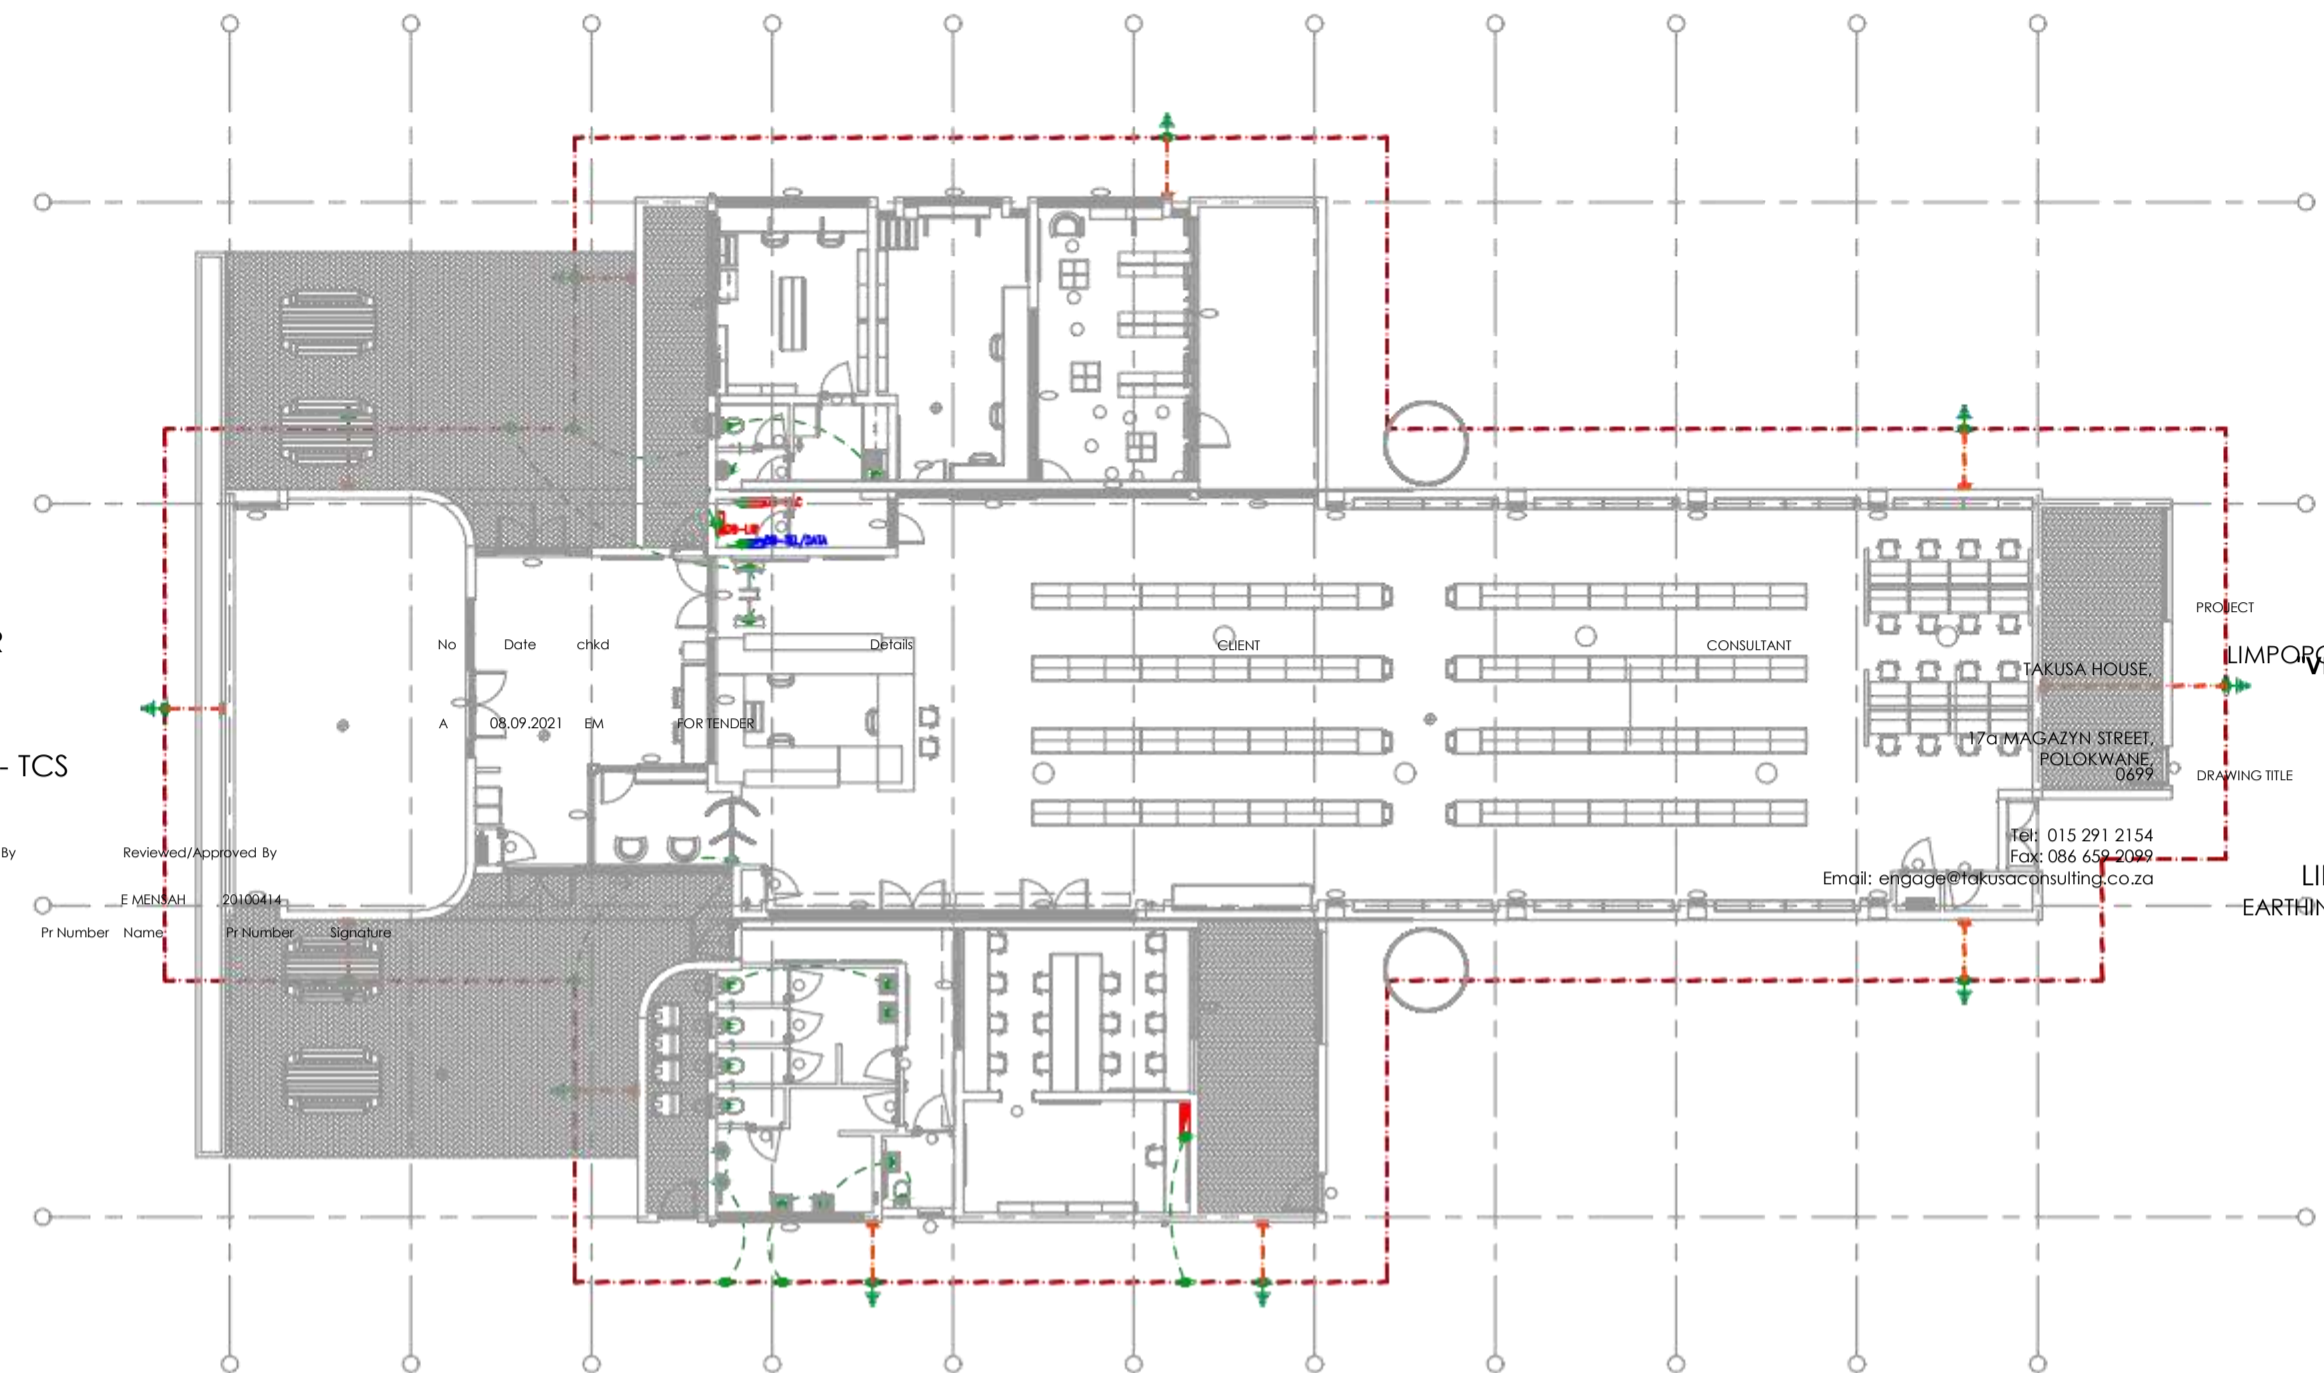 DB-LIB
DB-TEL/DATA
R
- TCS
No Date chkd Details CLIENT CONSULTANT PROJECT
LIMPOPO
"V
TAKUSA HOUSE,
A 08.09.2021 EM FOR TENDER
17a MAGAZYN STREET,
POLOKWANE,
0699
DRAWING TITLE
Tel: 015 291 2154
Fax: 086 659 2099
Email: engage@takusaconsulting.co.za
By Reviewed/Approved By
LI
E MENSAH 20100414
EARTHIN
Pr Number Name Pr Number Signature